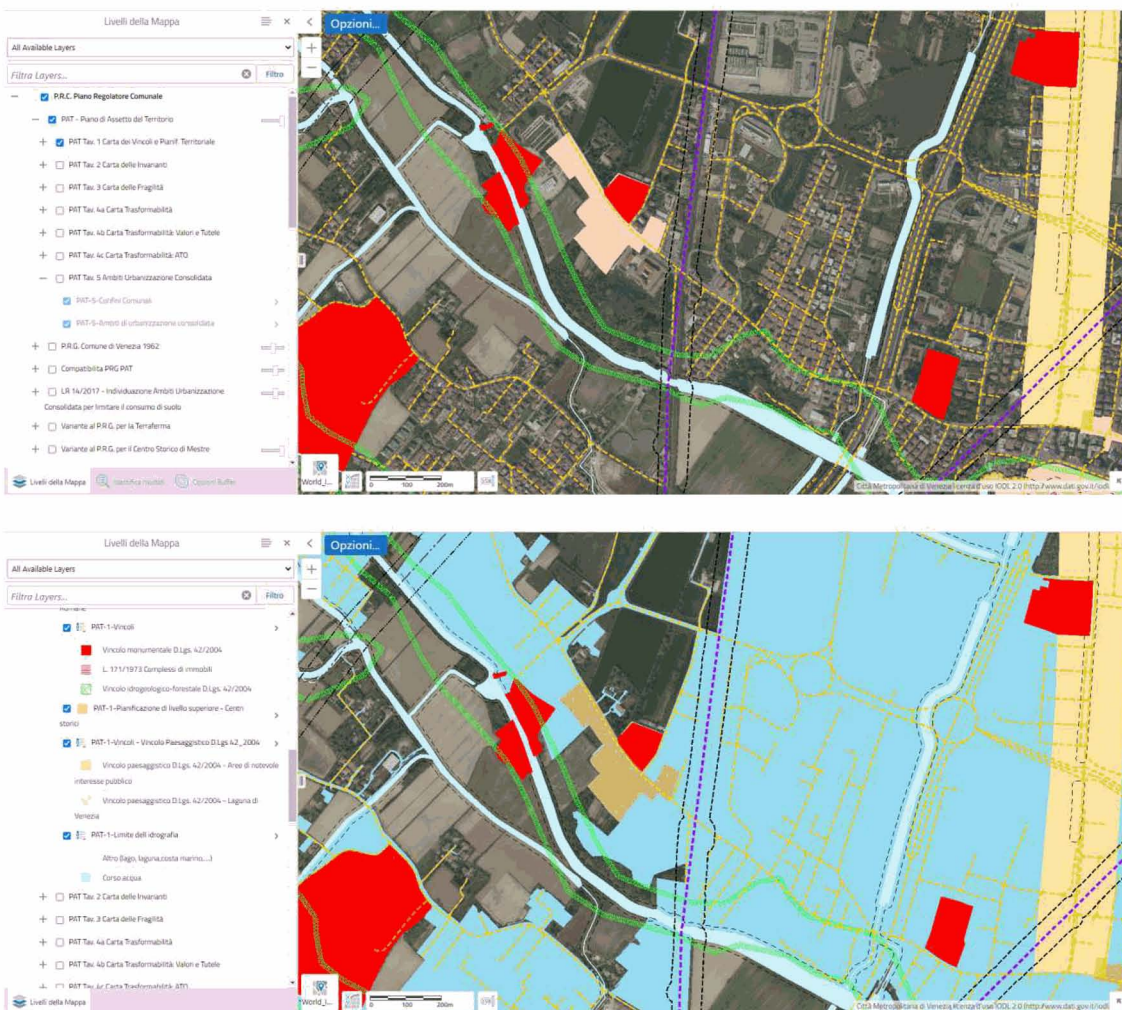 Livelli della Mappa
Opzioni...
All Available Layers
Filtra Layers...
Filtro
P.R.C. Piano Regolatore Comunale
PAT - Piano di Assetto del Territorio
PAT Tav. 1 Carta dei Vincoli e Pianif. Territoriale
PAT Tav. 2 Carta delle Invarianti
PAT Tav. 3 Carta delle Fragilità
PAT Tav. 4a Carta Trasformabilità
PAT Tav. 4b Carta Trasformabilità: Valori e Tutele
PAT Tav. 4c Carta Trasformabilità: ATO
PAT Tav. 5 Ambiti Urbanizzazione Consolidata
PAT-5-Confini Comunali
PAT-5-Ambiti di urbanizzazione consolidata
P.R.G. Comune di Venezia 1962
Compatibilita PRG PAT
LR 14/2017 - Individuazione Ambiti Urbanizzazione
Consolidata per limitare il consumo di suolo
Variante al P.R.G. per la Terraferma
Variante al P.R.G. per il Centro Storico di Mestre
Livelli della Mappa
Identifica risultati
Opzioni Buffer
World_I...
0 100 200m
Città Metropolitana di Venezia licenza d'uso IODL 2.0 (http://www.dati.gov.it/iodl
Livelli della Mappa
Opzioni...
All Available Layers
Filtra Layers...
Filtro
Romane
PAT-1-Vincoli
Vincolo monumentale D.Lgs. 42/2004
L. 171/1973 Complessi di immobili
Vincolo idrogeologico-forestale D.Lgs. 42/2004
PAT-1-Pianificazione di livello superiore - Centri
storici
PAT-1-Vincoli - Vincolo Paesaggistico D.Lgs 42_2004
Vincolo paesaggistico D.Lgs. 42/2004 - Aree di notevole
interesse pubblico
Vincolo paesaggistico D.Lgs. 42/2004 - Laguna di
Venezia
PAT-1-Limite dell idrografia
Altro (lago, laguna,costa marino,...)
Corso acqua
PAT Tav. 2 Carta delle Invarianti
PAT Tav. 3 Carta delle Fragilità
PAT Tav. 4a Carta Trasformabilità
PAT Tav. 4b Carta Trasformabilità: Valori e Tutele
PAT Tav. 4c Carta Trasformabilità: ATO
Livelli della Mappa
World_I...
0 100 200m
Città Metropolitana di Venezia licenza d'uso IODL 2.0 (http://www.dati.gov.it/iodl